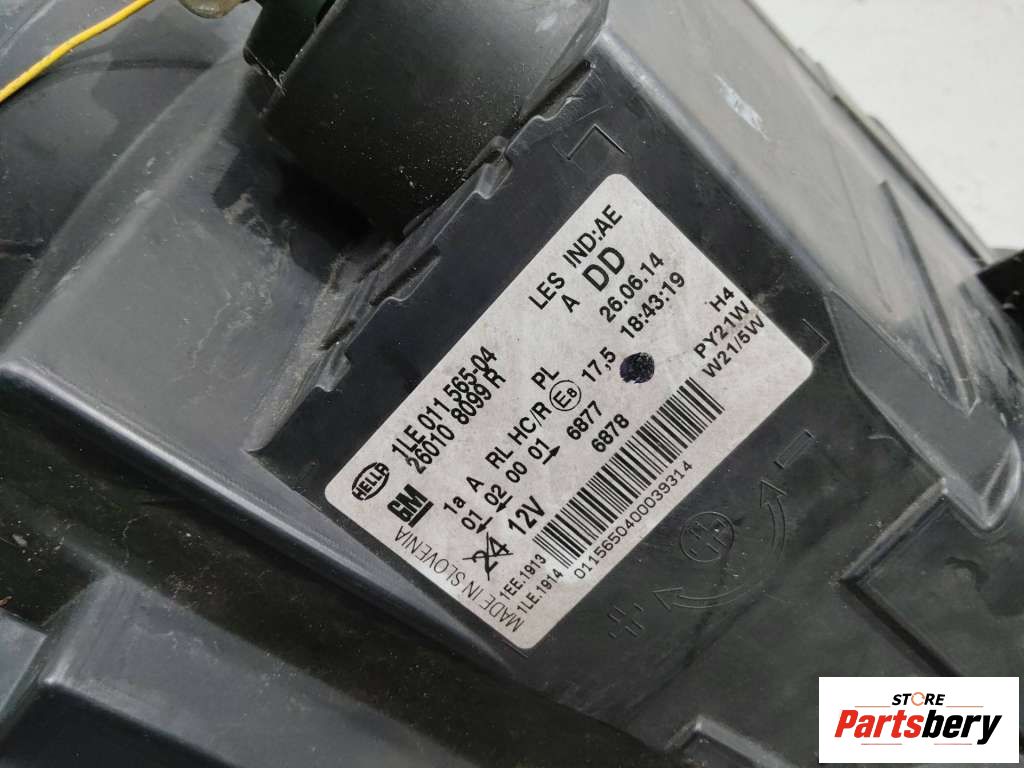 HELLA
1LE 011 565-04
LES IND:AE
GM
26010 8099 R
A DD
1a A RL HC/R PL
26.06.14
01 02 00 01
E8 17,5
18:43:19
24 12V
6877
6878
H4
PY21W
W21/5W
MADE IN SLOVENIA
1EE.1913
1LE.1914
0115650400039314
STORE
Partsbery